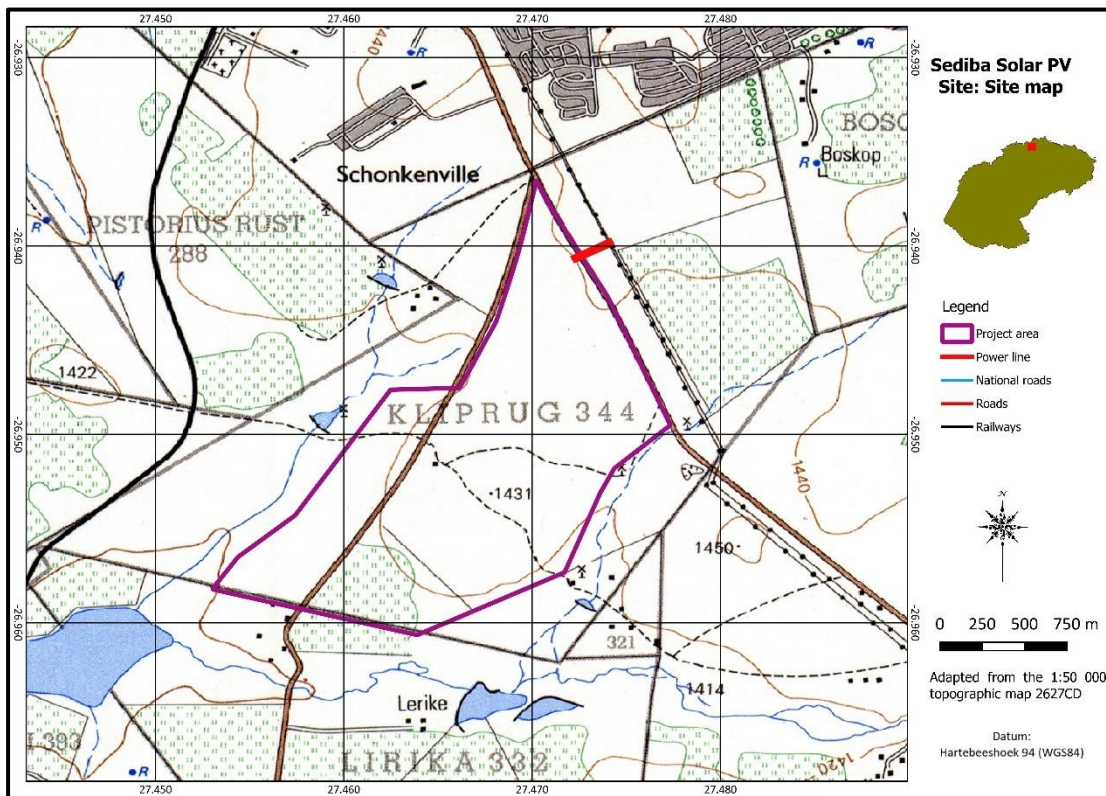 27.450 27.460 27.470 27.480
-26.930 -26.930
-26.940 -26.940
-26.950 -26.950
-26.960 -26.960
1440
R
R
Schonkenville
BOSC
R
Boskop
R
PISTORIUS RUST
288
1422
KLIPRUG 344
1440
1431
1450
321
1414
Lerike
LIRIKA 332
393
R
1420
27.450 27.460 27.470 27.480
Sediba Solar PV
Site: Site map
Legend
Project area
Power line
National roads
Roads
Railways
N
0 250 500 750 m
Adapted from the 1:50 000
topographic map 2627CD
Datum:
Hartebeeshoek 94 (WGS84)